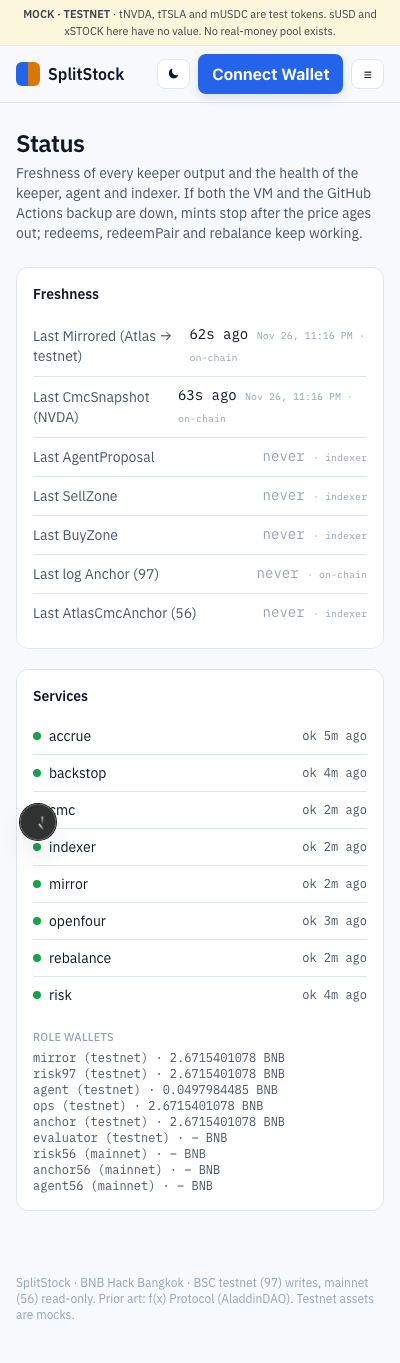 MOCK · TESTNET · tNVDA, tTSLA and mUSDC are test tokens. sUSD and
xSTOCK here have no value. No real-money pool exists.
SplitStock
Connect Wallet
≡
Status
Freshness of every keeper output and the health of the
keeper, agent and indexer. If both the VM and the GitHub
Actions backup are down, mints stop after the price ages
out; redeems, redeemPair and rebalance keep working.
Freshness
Last Mirrored (Atlas → testnet) 62s ago Nov 26, 11:16 PM · on-chain
Last CmcSnapshot (NVDA) 63s ago Nov 26, 11:16 PM · on-chain
Last AgentProposal never · indexer
Last SellZone never · indexer
Last BuyZone never · indexer
Last log Anchor (97) never · on-chain
Last AtlasCmcAnchor (56) never · indexer
Services
accrue ok 5m ago
backstop ok 4m ago
cmc ok 2m ago
indexer ok 2m ago
mirror ok 2m ago
openfour ok 3m ago
rebalance ok 2m ago
risk ok 4m ago
ROLE WALLETS
mirror (testnet) · 2.6715401078 BNB
risk97 (testnet) · 2.6715401078 BNB
agent (testnet) · 0.0497984485 BNB
ops (testnet) · 2.6715401078 BNB
anchor (testnet) · 2.6715401078 BNB
evaluator (testnet) · – BNB
risk56 (mainnet) · – BNB
anchor56 (mainnet) · – BNB
agent56 (mainnet) · – BNB
SplitStock · BNB Hack Bangkok · BSC testnet (97) writes, mainnet
(56) read-only. Prior art: f(x) Protocol (AladdinDAO). Testnet assets
are mocks.